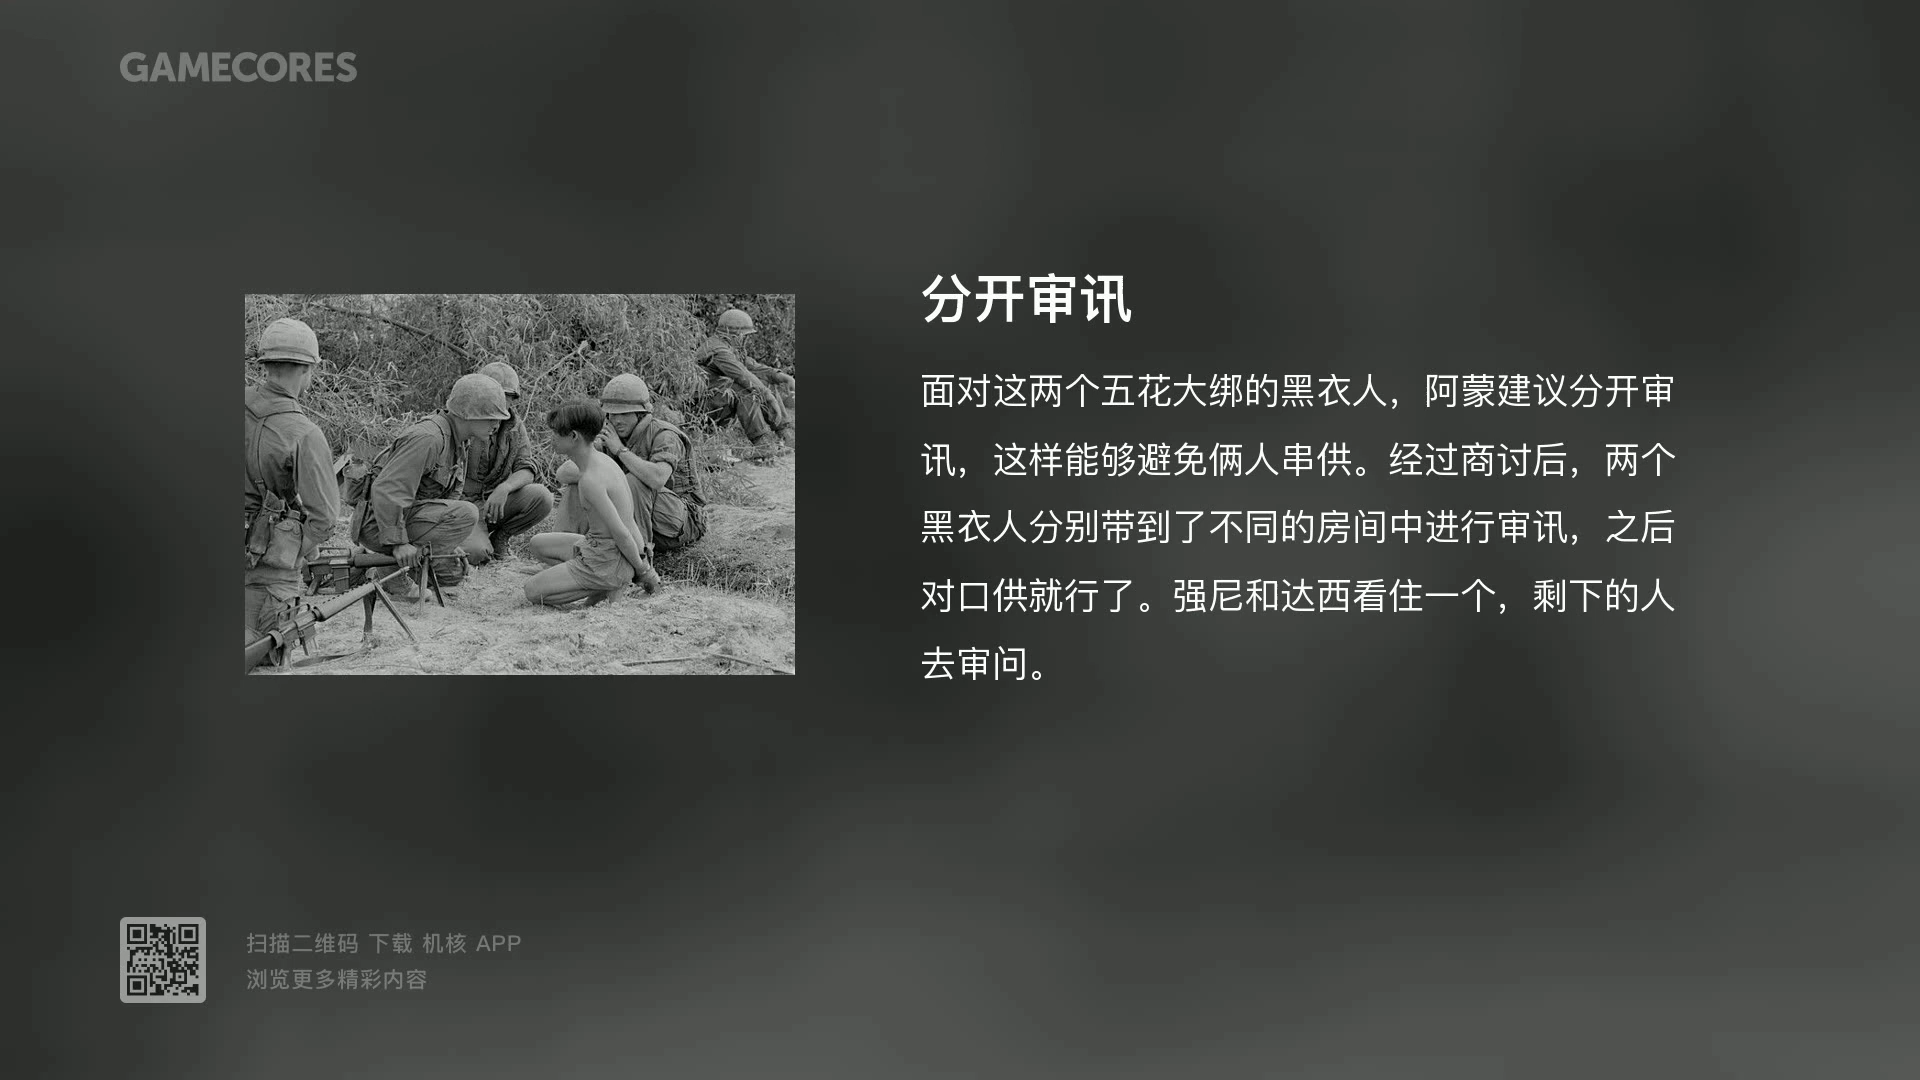 GAMECORES
分开审讯
面对这两个五花大绑的黑衣人，阿蒙建议分开审
讯，这样能够避免俩人串供。经过商讨后，两个
黑衣人分别带到了不同的房间中进行审讯，之后
对口供就行了。强尼和达西看住一个，剩下的人
去审问。
扫描二维码 下载 机核 APP
浏览更多精彩内容